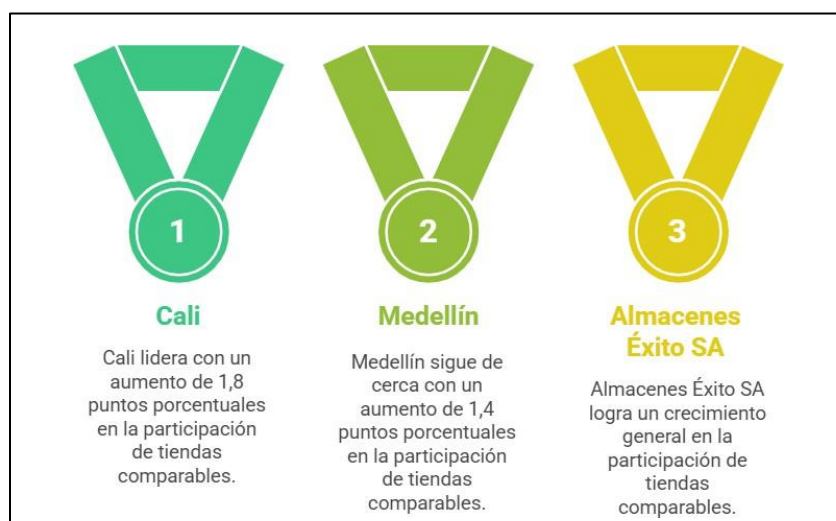 1
Cali
Cali lidera con un
aumento de 1,8
puntos porcentuales
en la participación
de tiendas
comparables.
2
Medellín
Medellín sigue de
cerca con un
aumento de 1,4
puntos porcentuales
en la participación
de tiendas
comparables.
3
Almacenes
Éxito SA
Almacenes Éxito SA
logra un crecimiento
general en la
participación de
tiendas
comparables.